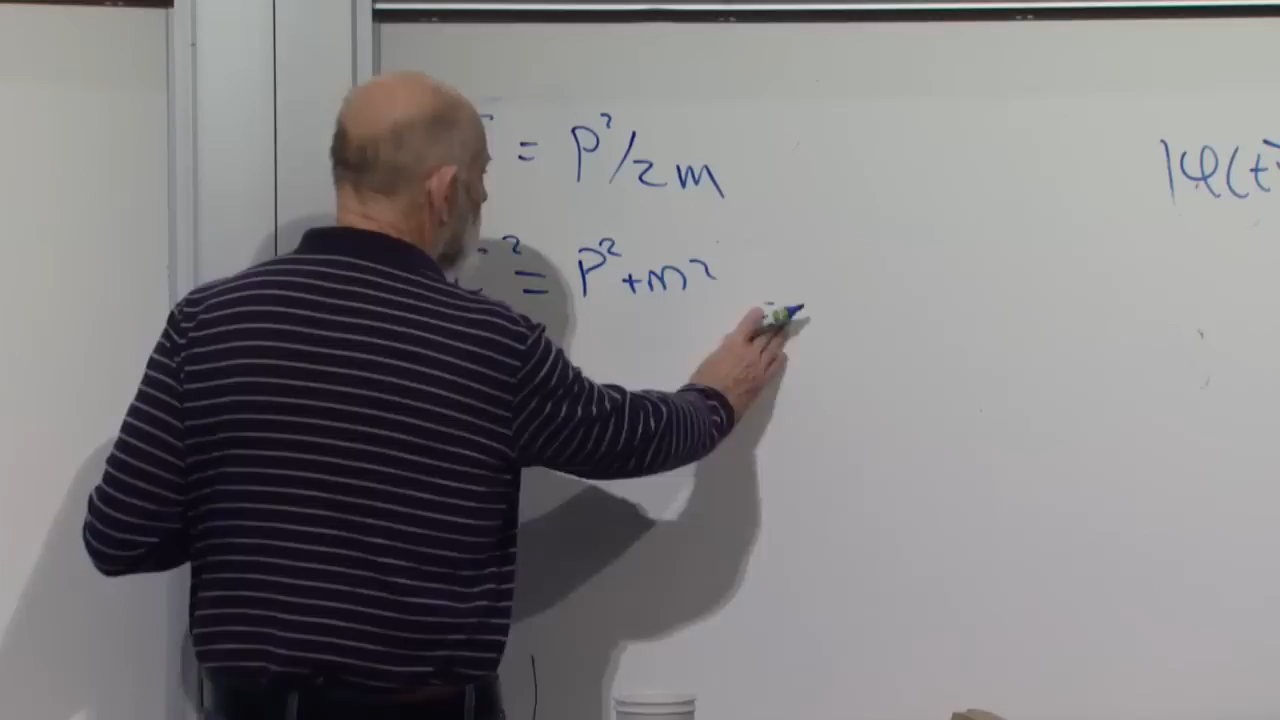 = P²/2m |φ(t)
² = P²+m²